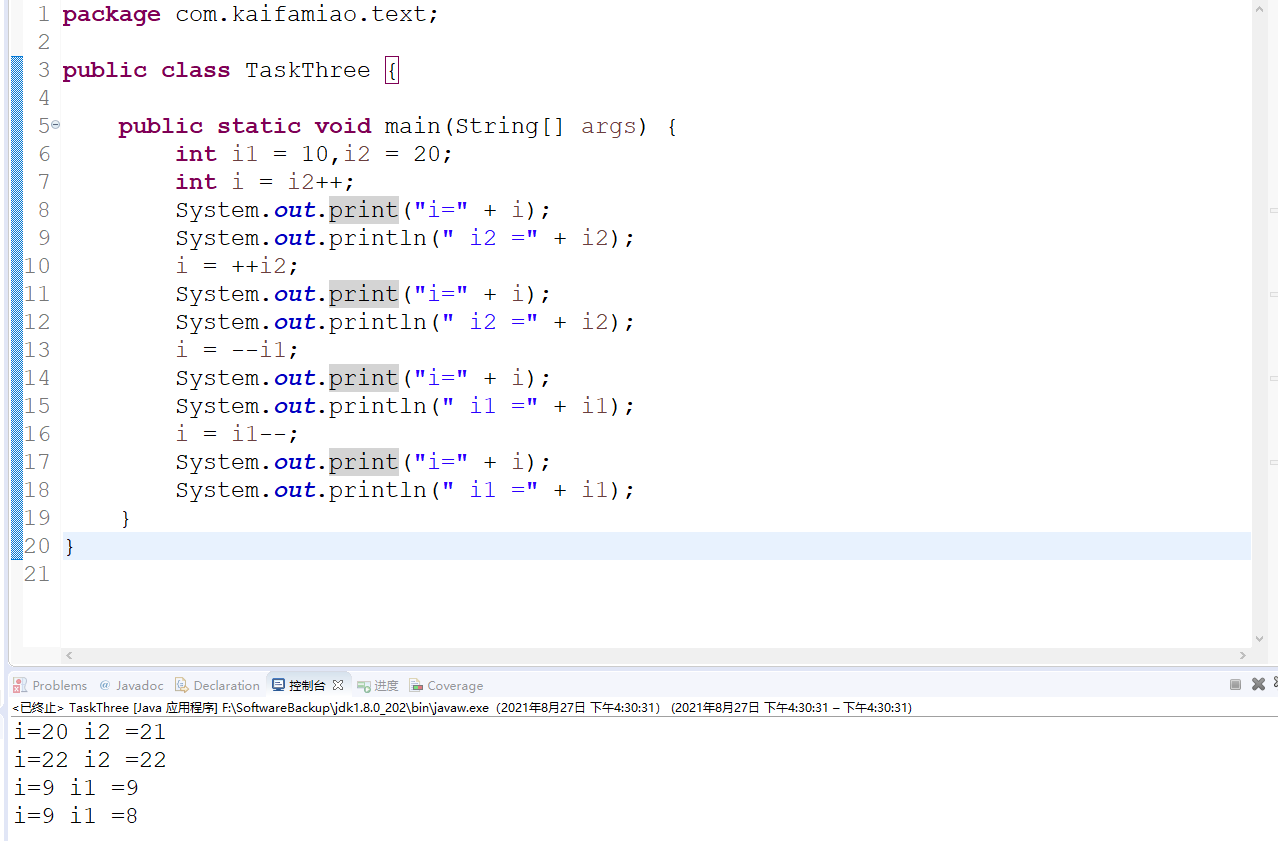 1 package com.kaifamiao.text;
2
3 public class TaskThree {
4
5 public static void main(String[] args) {
6 int i1 = 10,i2 = 20;
7 int i = i2++;
8 System.out.print("i=" + i);
9 System.out.println(" i2 =" + i2);
10 i = ++i2;
11 System.out.print("i=" + i);
12 System.out.println(" i2 =" + i2);
13 i = --i1;
14 System.out.print("i=" + i);
15 System.out.println(" i1 =" + i1);
16 i = i1--;
17 System.out.print("i=" + i);
18 System.out.println(" i1 =" + i1);
19 }
20 }
21
Problems @ Javadoc Declaration 控制台 进度 Coverage
<已终止> TaskThree [Java 应用程序] F:\SoftwareBackup\jdk1.8.0_202\bin\javaw.exe（2021年8月27日 下午4:30:31）（2021年8月27日 下午4:30:31 – 下午4:30:31）
i=20 i2 =21
i=22 i2 =22
i=9 i1 =9
i=9 i1 =8